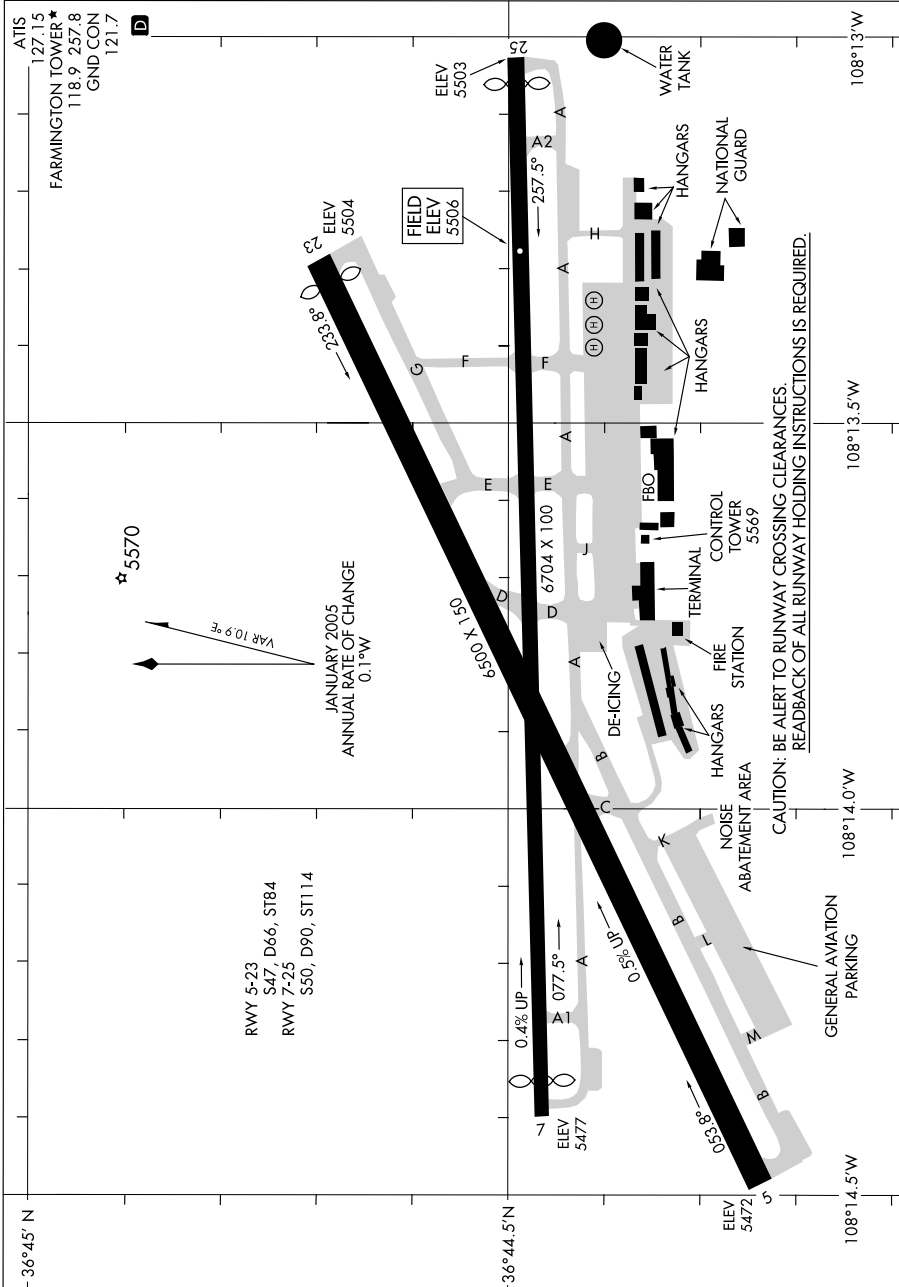 ATIS
127.15
FARMINGTON TOWER★
118.9 257.8
GND CON
121.7
D
36°45' N
36°44.5'N
108°13'W
108°13.5'W
108°14.0'W
108°14.5'W
5570
VAR 10.9°E
JANUARY 2005
ANNUAL RATE OF CHANGE
0.1°W
RWY 5-23
S47, D66, ST84
RWY 7-25
S50, D90, ST114
FIELD
ELEV
5506
ELEV
5503
25
ELEV
5504
23
233.8°
257.5°
6500 X 150
6704 X 100
0.4% UP
077.5°
7
ELEV
5477
0.5% UP
053.8°
5
ELEV
5472
A
A2
A
H
H
H
H
F
F
G
A
E
E
J
D
D
A
B
C
K
B
L
M
B
A
A1
WATER
TANK
HANGARS
NATIONAL
GUARD
HANGARS
FBO
CONTROL
TOWER
5569
TERMINAL
FIRE
STATION
DE-ICING
HANGARS
NOISE
ABATEMENT AREA
GENERAL AVIATION
PARKING
CAUTION: BE ALERT TO RUNWAY CROSSING CLEARANCES.
READBACK OF ALL RUNWAY HOLDING INSTRUCTIONS IS REQUIRED.